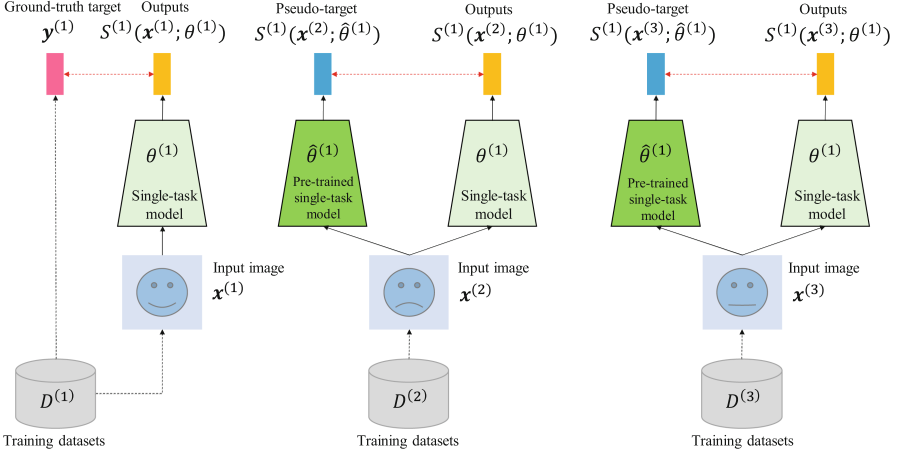 Ground-truth target
𝒚⁽¹⁾
Outputs
S⁽¹⁾(𝒙⁽¹⁾; θ⁽¹⁾)
θ⁽¹⁾
Single-task
model
Input image
𝒙⁽¹⁾
D⁽¹⁾
Training datasets
Pseudo-target
S⁽¹⁾(𝒙⁽²⁾; θ̂⁽¹⁾)
Outputs
S⁽¹⁾(𝒙⁽²⁾; θ⁽¹⁾)
θ̂⁽¹⁾
Pre-trained
single-task
model
θ⁽¹⁾
Single-task
model
Input image
𝒙⁽²⁾
D⁽²⁾
Training datasets
Pseudo-target
S⁽¹⁾(𝒙⁽³⁾; θ̂⁽¹⁾)
Outputs
S⁽¹⁾(𝒙⁽³⁾; θ⁽¹⁾)
θ̂⁽¹⁾
Pre-trained
single-task
model
θ⁽¹⁾
Single-task
model
Input image
𝒙⁽³⁾
D⁽³⁾
Training datasets